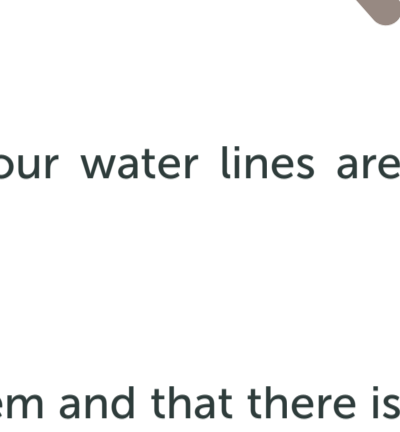 our water lines are
em and that there is